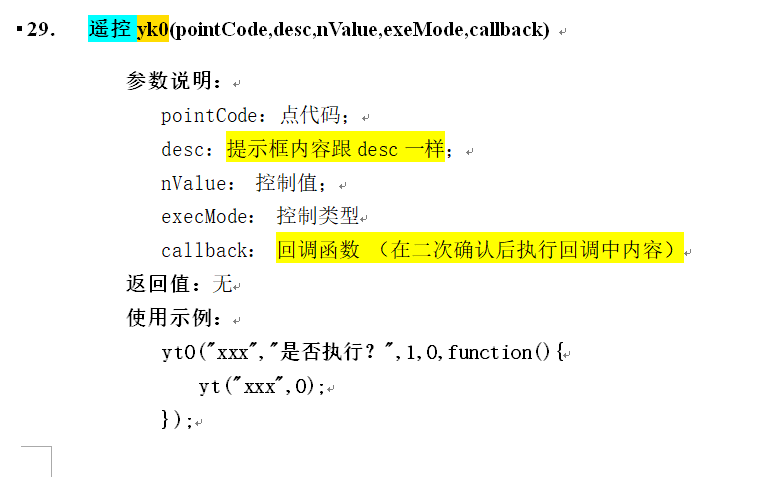 29. 遥控 yk0(pointCode,desc,nValue,exeMode,callback)
参数说明：
pointCode：点代码；
desc：提示框内容跟 desc 一样；
nValue： 控制值；
execMode： 控制类型
callback： 回调函数 （在二次确认后执行回调中内容）
返回值：无
使用示例：
yt0("xxx","是否执行？",1,0,function(){
yt("xxx",0);
});